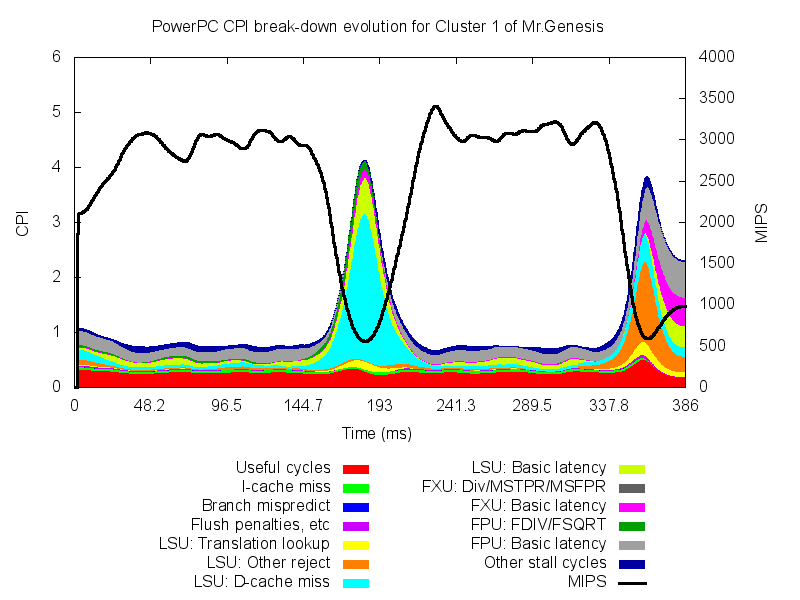 PowerPC CPI break-down evolution for Cluster 1 of Mr.Genesis
6
5
4
3
2
1
0
CPI
4000
3500
3000
2500
2000
1500
1000
500
0
MIPS
0 48.2 96.5 144.7 193 241.3 289.5 337.8 386
Time (ms)
Useful cycles
I-cache miss
Branch mispredict
Flush penalties, etc
LSU: Translation lookup
LSU: Other reject
LSU: D-cache miss
LSU: Basic latency
FXU: Div/MSTPR/MSFPR
FXU: Basic latency
FPU: FDIV/FSQRT
FPU: Basic latency
Other stall cycles
MIPS